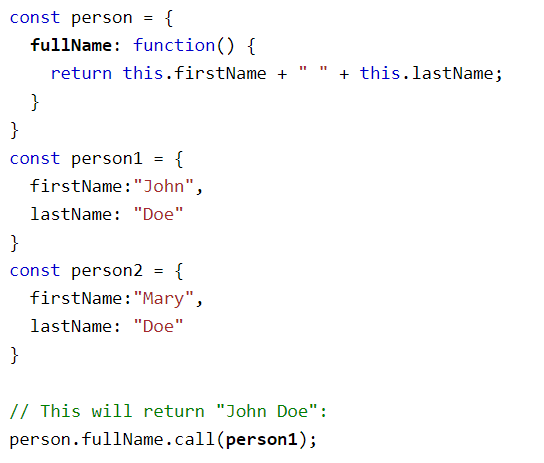 const person = {
  fullName: function() {
    return this.firstName + " " + this.lastName;
  }
}
const person1 = {
  firstName:"John",
  lastName: "Doe"
}
const person2 = {
  firstName:"Mary",
  lastName: "Doe"
}

// This will return "John Doe":
person.fullName.call(person1);